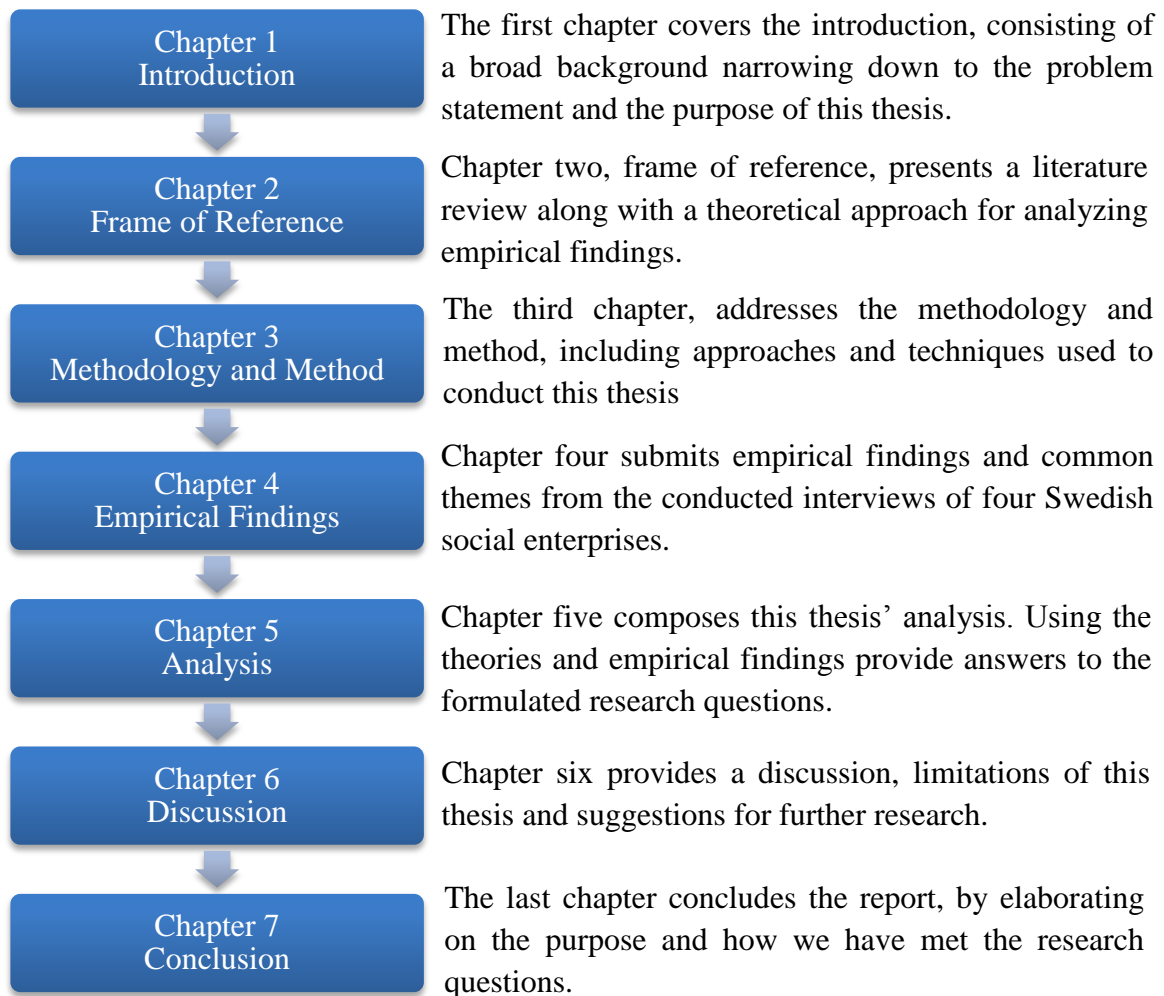 Chapter 1
Introduction
The first chapter covers the introduction, consisting of
a broad background narrowing down to the problem
statement and the purpose of this thesis.
Chapter 2
Frame of Reference
Chapter two, frame of reference, presents a literature
review along with a theoretical approach for analyzing
empirical findings.
Chapter 3
Methodology and Method
The third chapter, addresses the methodology and
method, including approaches and techniques used to
conduct this thesis
Chapter 4
Empirical Findings
Chapter four submits empirical findings and common
themes from the conducted interviews of four Swedish
social enterprises.
Chapter 5
Analysis
Chapter five composes this thesis’ analysis. Using the
theories and empirical findings provide answers to the
formulated research questions.
Chapter 6
Discussion
Chapter six provides a discussion, limitations of this
thesis and suggestions for further research.
Chapter 7
Conclusion
The last chapter concludes the report, by elaborating
on the purpose and how we have met the research
questions.